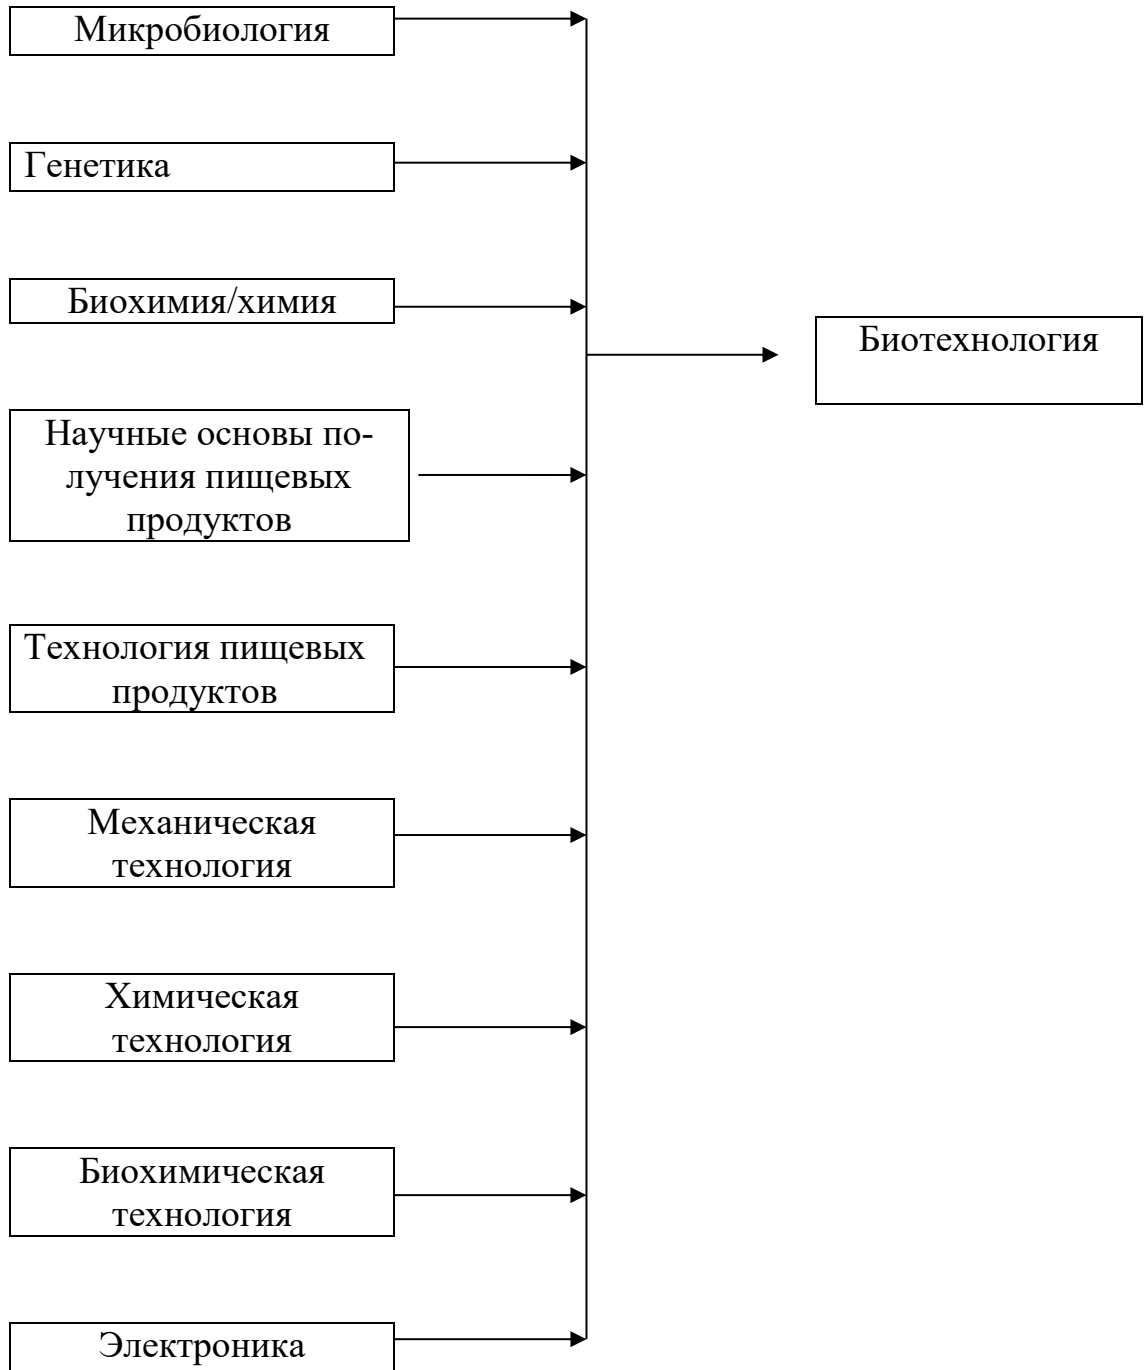 Микробиология
Генетика
Биохимия/химия
Биотехнология
Научные основы по-
лучения пищевых
продуктов
Технология пищевых
продуктов
Механическая
технология
Химическая
технология
Биохимическая
технология
Электроника